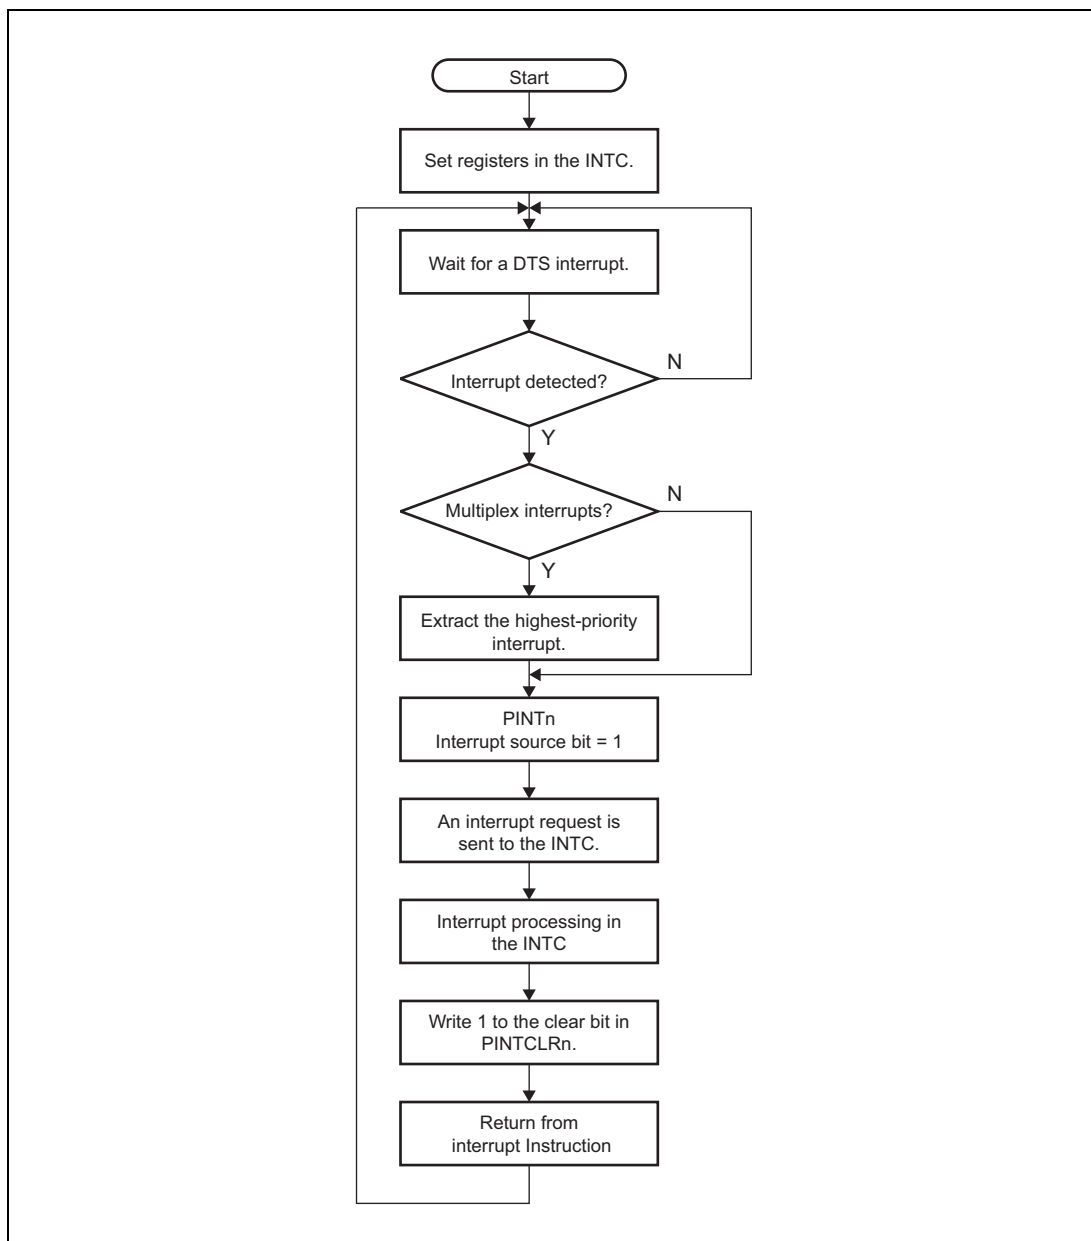 Start
Set registers in the INTC.
Wait for a DTS interrupt.
Interrupt detected?
N
Y
Multiplex interrupts?
N
Y
Extract the highest-priority
interrupt.
PINTn
Interrupt source bit = 1
An interrupt request is
sent to the INTC.
Interrupt processing in
the INTC
Write 1 to the clear bit in
PINTCLRn.
Return from
interrupt Instruction